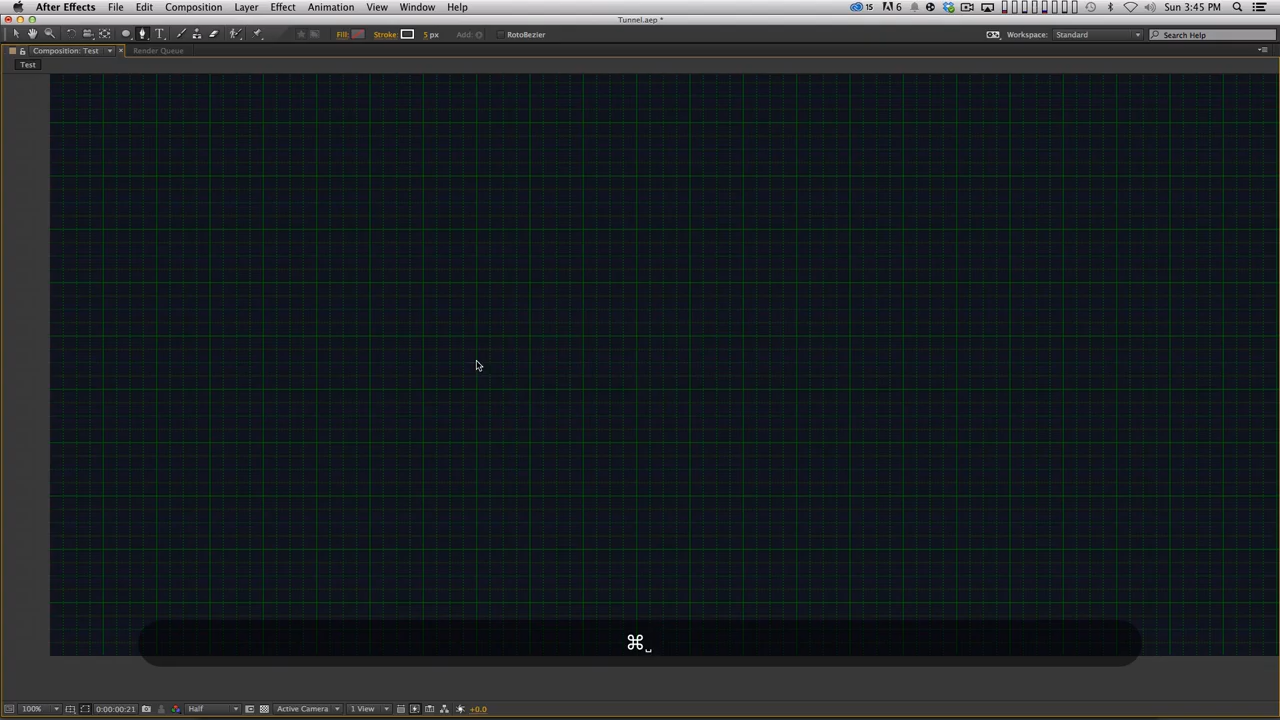 After Effects File Edit Composition Layer Effect Animation View Window Help 15 6 Sun 3:45 PM
Tunnel.aep *
Fill: Stroke: 5 px Add: RotoBezier Workspace: Standard Search Help
Composition: Test × Render Queue
Test
⌘
100% 0:00:00:21 Half Active Camera 1 View +0.0